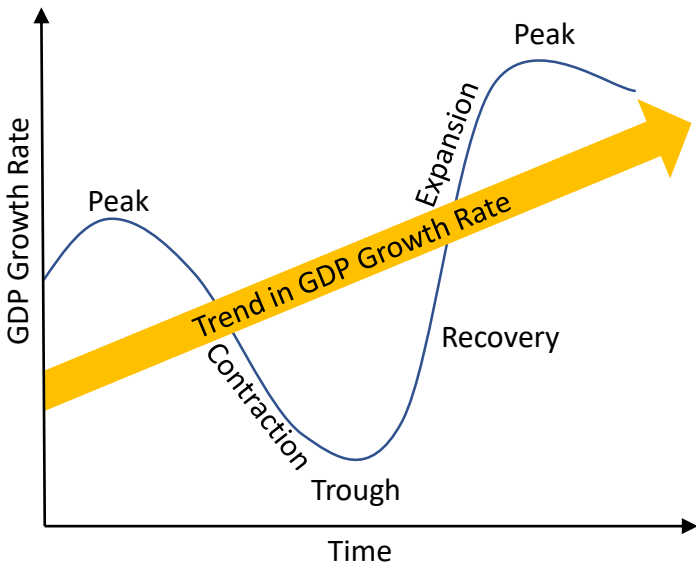 Peak
Expansion
GDP Growth Rate
Peak
Trend in GDP Growth Rate
Recovery
Contraction
Trough
Time